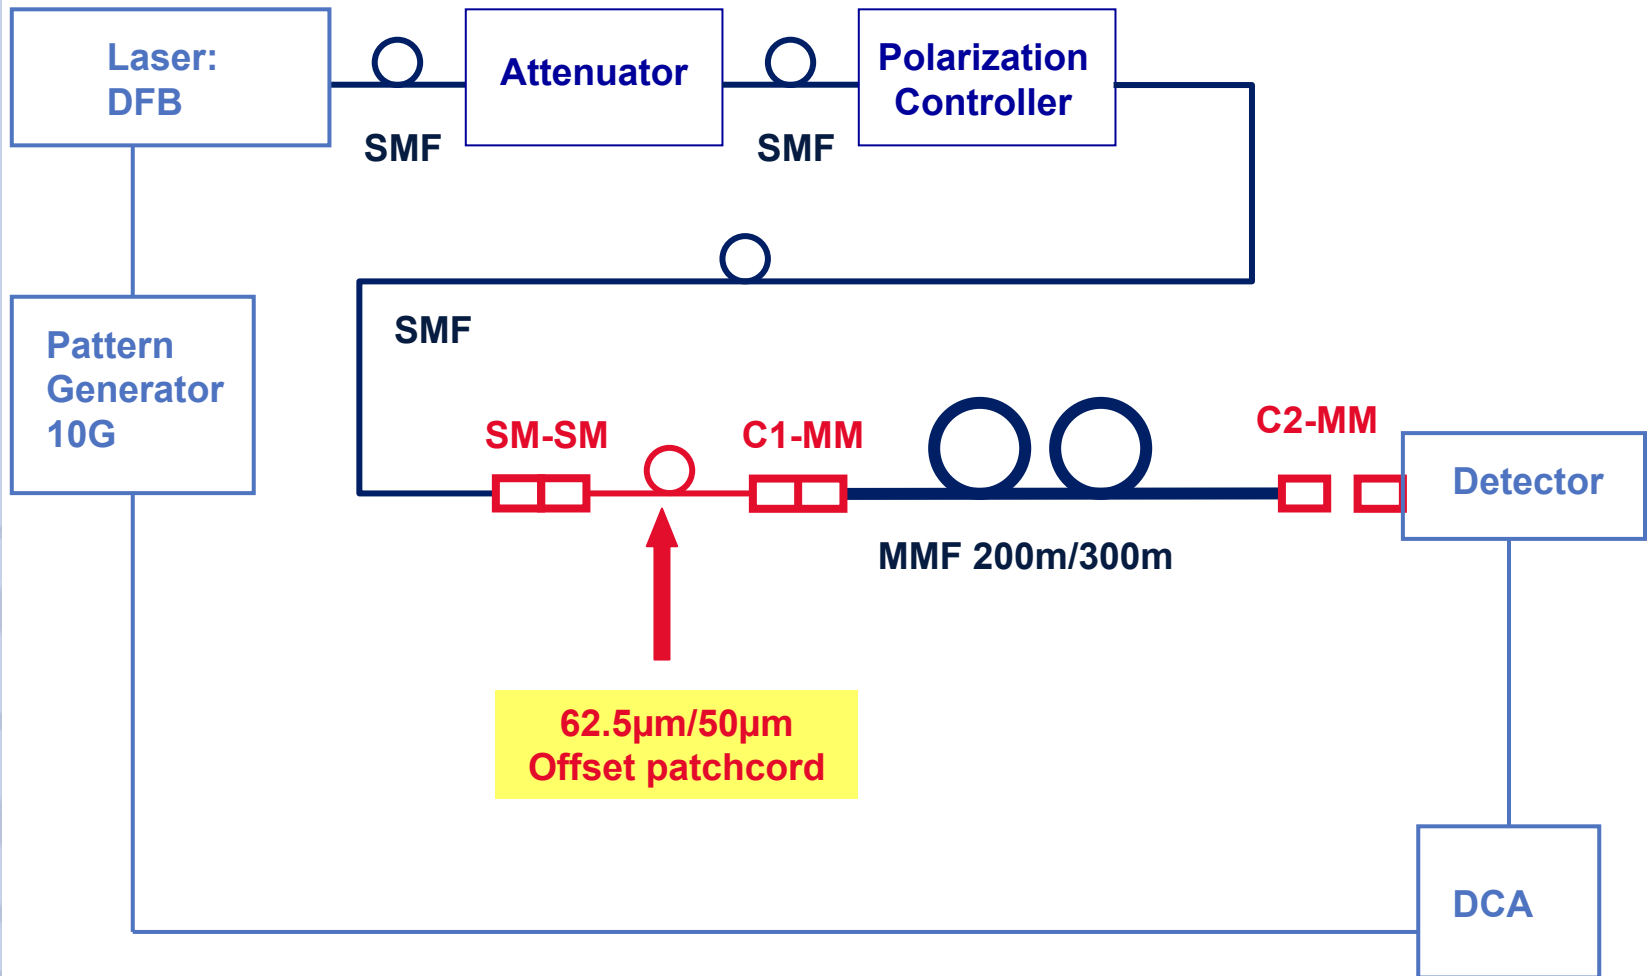 Laser:
DFB
Attenuator
Polarization
Controller
SMF
SMF
SMF
Pattern
Generator
10G
SM-SM
C1-MM
C2-MM
Detector
MMF 200m/300m
62.5µm/50µm
Offset patchcord
DCA